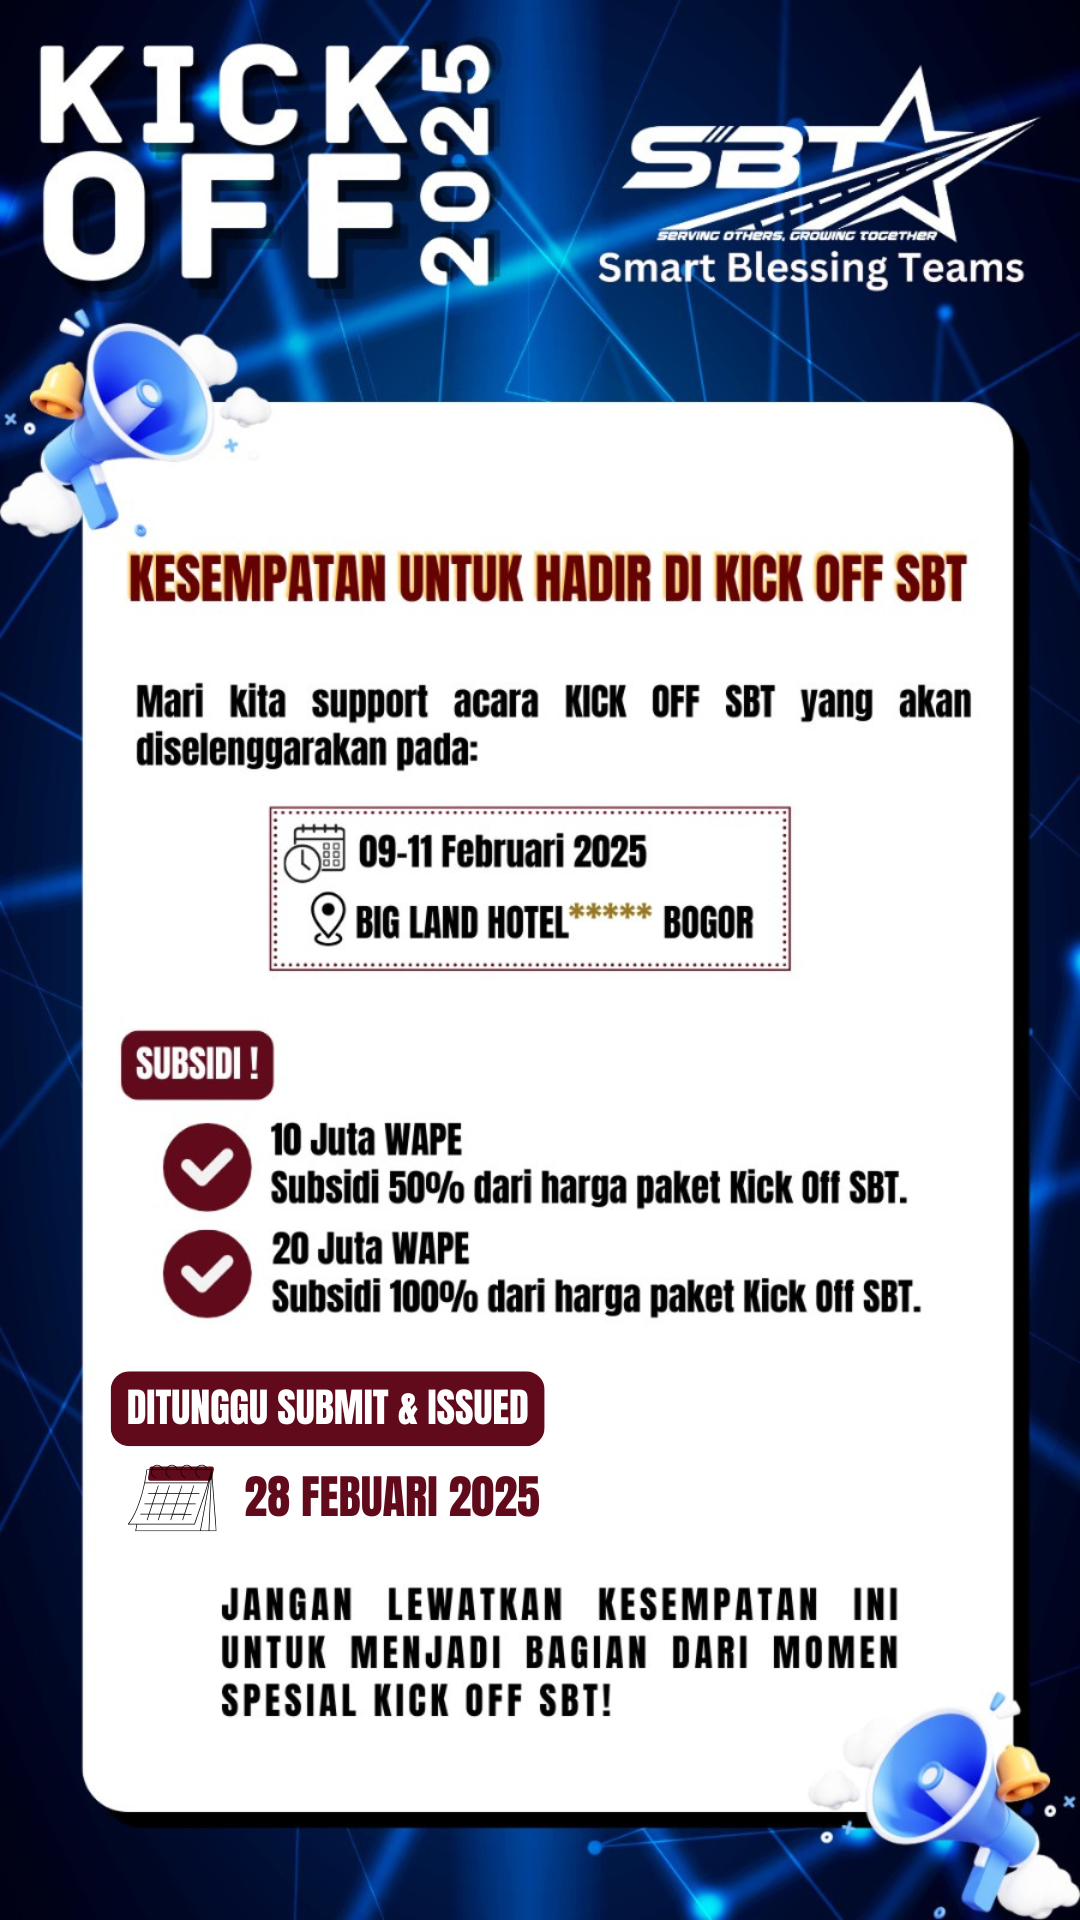 KICK
OFF
2025
SBT
SERVING OTHERS, GROWING TOGETHER
Smart Blessing Teams
KESEMPATAN UNTUK HADIR DI KICK OFF SBT
Mari kita support acara KICK OFF SBT yang akan
diselenggarakan pada:
09-11 Februari 2025
BIG LAND HOTEL***** BOGOR
SUBSIDI !
10 Juta WAPE
Subsidi 50% dari harga paket Kick Off SBT.
20 Juta WAPE
Subsidi 100% dari harga paket Kick Off SBT.
DITUNGGU SUBMIT & ISSUED
28 FEBUARI 2025
JANGAN LEWATKAN KESEMPATAN INI
UNTUK MENJADI BAGIAN DARI MOMEN
SPESIAL KICK OFF SBT!